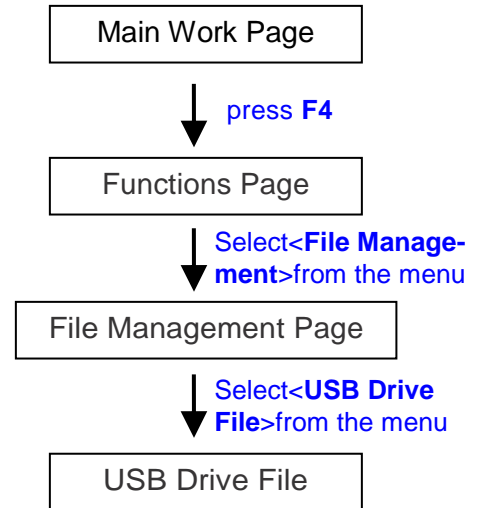 Main Work Page
press F4
Functions Page
Select<File Manage-
ment>from the menu
File Management Page
Select<USB Drive
File>from the menu
USB Drive File